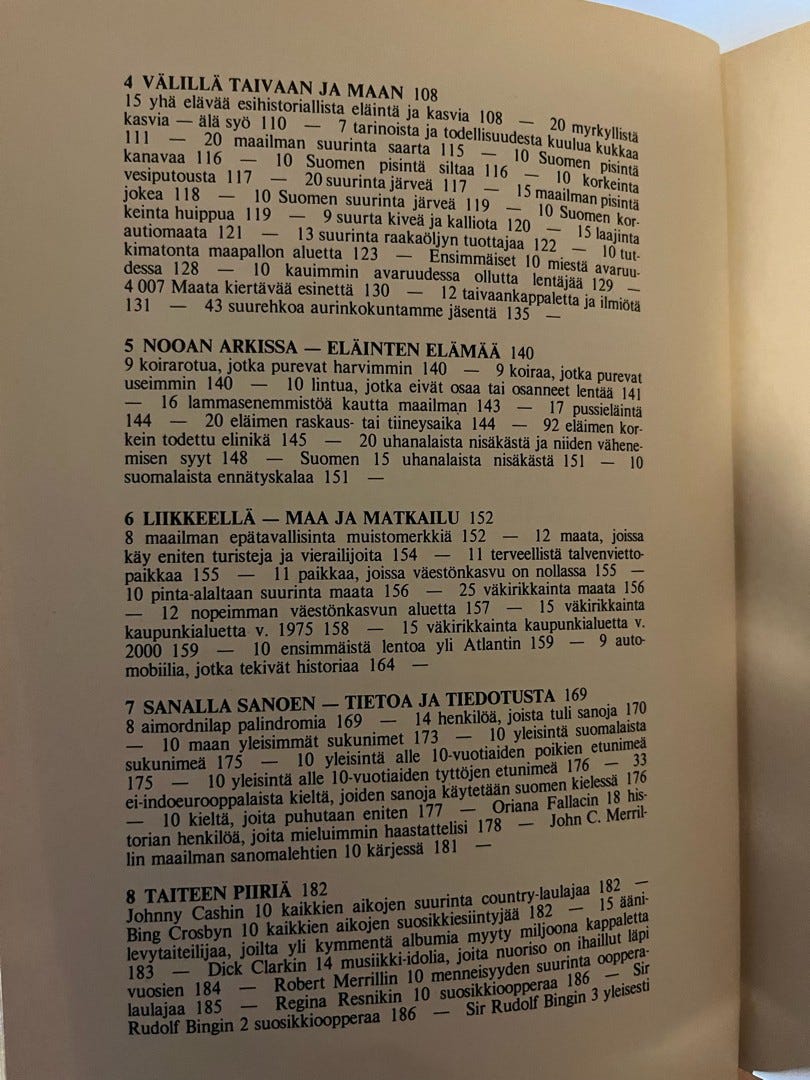 4 VÄLILLÄ TAIVAAN JA MAAN 108
15 yhä elävää esihistoriallista eläintä ja kasvia 108 — 20 myrkyllistä
kasvia — älä syö 110 — 7 tarinoista ja todellisuudesta kuulua kukkaa
111 — 20 maailman suurinta saarta 115 — 10 Suomen pisintä
kanavaa 116 — 10 Suomen pisintä siltaa 116 — 10 korkeinta
vesiputousta 117 — 20 suurinta järveä 117 — 15 maailman pisintä
jokea 118 — 10 Suomen suurinta järveä 119 — 10 Suomen kor-
keinta huippua 119 — 9 suurta kiveä ja kalliota 120 — 15 laajinta
autiomaata 121 — 13 suurinta raakaöljyn tuottajaa 122 — 10 tut-
kimatonta maapallon aluetta 123 — Ensimmäiset 10 miestä avaruu-
dessa 128 — 10 kauimmin avaruudessa ollutta lentäjää 129 —
4 007 Maata kiertävää esinettä 130 — 12 taivaankappaletta ja ilmiötä
131 — 43 suurehkoa aurinkokuntamme jäsentä 135 —
5 NOOAN ARKISSA — ELÄINTEN ELÄMÄÄ 140
9 koirarotua, jotka purevat harvimmin 140 — 9 koiraa, jotka purevat
useimmin 140 — 10 lintua, jotka eivät osaa tai osanneet lentää 141
— 16 lammasenemmistöä kautta maailman 143 — 17 pussieläintä
144 — 20 eläimen raskaus- tai tiineysaika 144 — 92 eläimen kor-
kein todettu elinikä 145 — 20 uhanalaista nisäkästä ja niiden vähene-
misen syyt 148 — Suomen 15 uhanalaista nisäkästä 151 — 10
suomalaista ennätyskalaa 151 —
6 LIIKKEELLÄ — MAA JA MATKAILU 152
8 maailman epätavallisinta muistomerkkiä 152 — 12 maata, joissa
käy eniten turisteja ja vierailijoita 154 — 11 terveellistä talvenvietto-
paikkaa 155 — 11 paikkaa, joissa väestönkasvu on nollassa 155 —
10 pinta-alaltaan suurinta maata 156 — 25 väkirikkainta maata 156
— 12 nopeimman väestönkasvun aluetta 157 — 15 väkirikkainta
kaupunkialuetta v. 1975 158 — 15 väkirikkainta kaupunkialuetta v.
2000 159 — 10 ensimmäistä lentoa yli Atlantin 159 — 9 auto-
mobiilia, jotka tekivät historiaa 164 —
7 SANALLA SANOEN — TIETOA JA TIEDOTUSTA 169
8 aimordnilap palindromia 169 — 14 henkilöä, joista tuli sanoja 170
— 10 maan yleisimmät sukunimet 173 — 10 yleisintä suomalaista
sukunimeä 175 — 10 yleisintä alle 10-vuotiaiden poikien etunimeä
175 — 10 yleisintä alle 10-vuotiaiden tyttöjen etunimeä 176 — 33
ei-indoeurooppalaista kieltä, joiden sanoja käytetään suomen kielessä 176
— 10 kieltä, joita puhutaan eniten 177 — Oriana Fallacin 18 his-
torian henkilöä, joita mieluimmin haastattelisi 178 — John C. Merril-
lin maailman sanomalehtien 10 kärjessä 181 —
8 TAITEEN PIIRIÄ 182
Johnny Cashin 10 kaikkien aikojen suurinta country-laulajaa 182 —
Bing Crosbyn 10 kaikkien aikojen suosikkiesiintyjää 182 — 15 ääni-
levytaiteilijaa, joilta yli kymmentä albumia myyty miljoona kappaletta
183 — Dick Clarkin 14 musiikki-idolia, joita nuoriso on ihaillut läpi
vuosien 184 — Robert Merrillin 10 menneisyyden suurinta ooppera-
laulajaa 185 — Regina Resnikin 10 suosikkioopperaa 186 — Sir
Rudolf Bingin 2 suosikkioopperaa 186 — Sir Rudolf Bingin 3 yleisesti